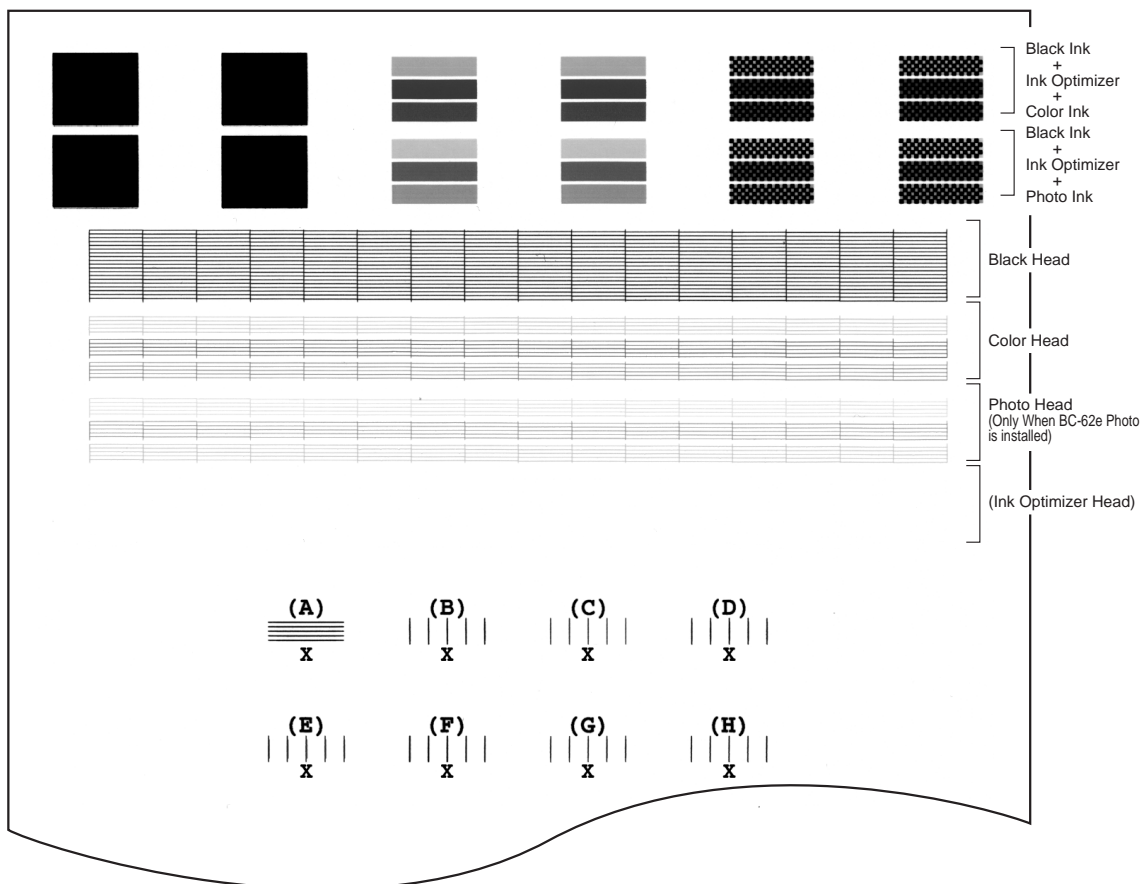 Black Ink
+
Ink Optimizer
+
Color Ink
Black Ink
+
Ink Optimizer
+
Photo Ink
Black Head
Color Head
Photo Head
(Only When BC-62e Photo
is installed)
(Ink Optimizer Head)
(A) (B) (C) (D)
X X X X
(E) (F) (G) (H)
X X X X